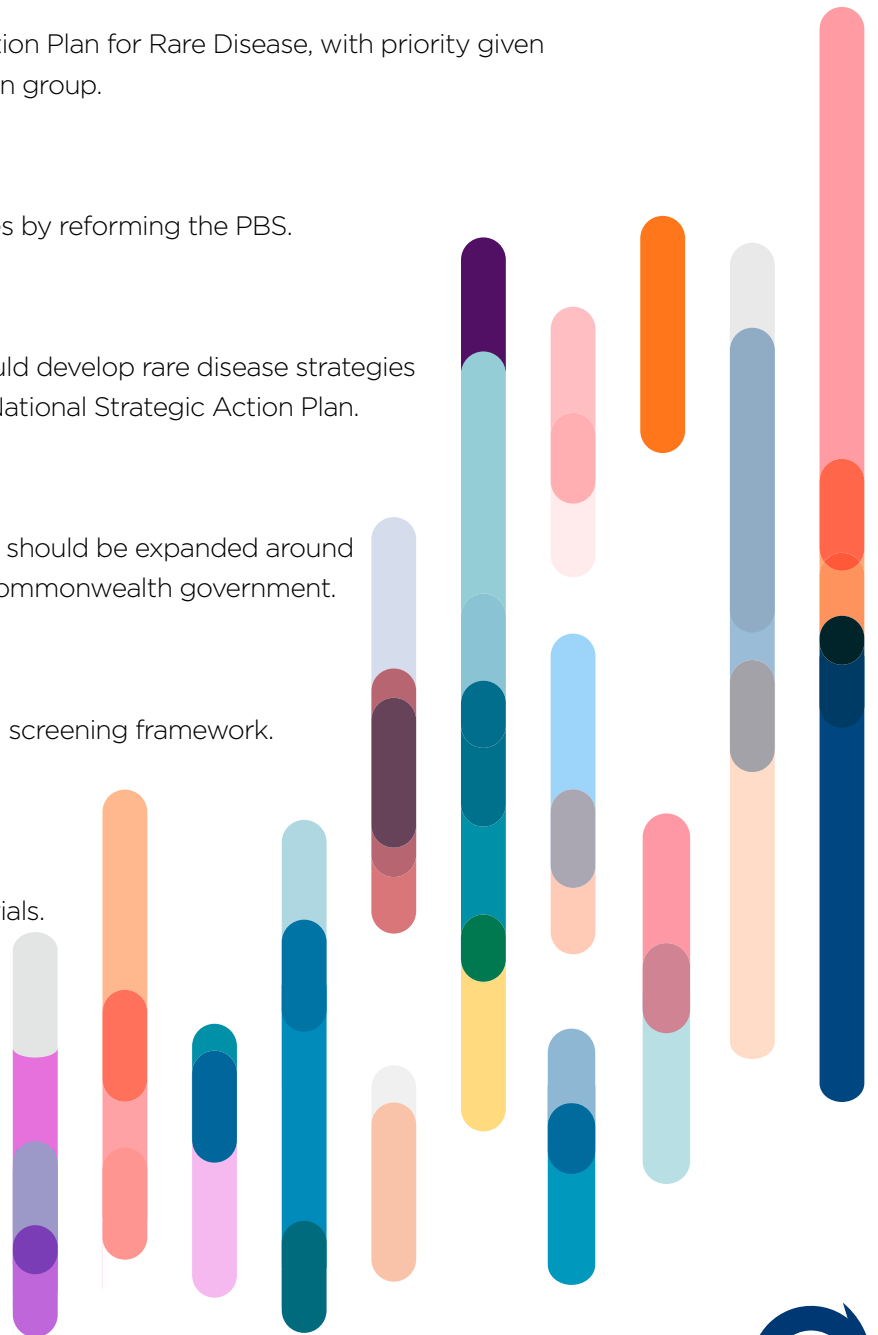 tion Plan for Rare Disease, with priority given
n group.
s by reforming the PBS.
uld develop rare disease strategies
National Strategic Action Plan.
should be expanded around
ommonwealth government.
screening framework.
ials.